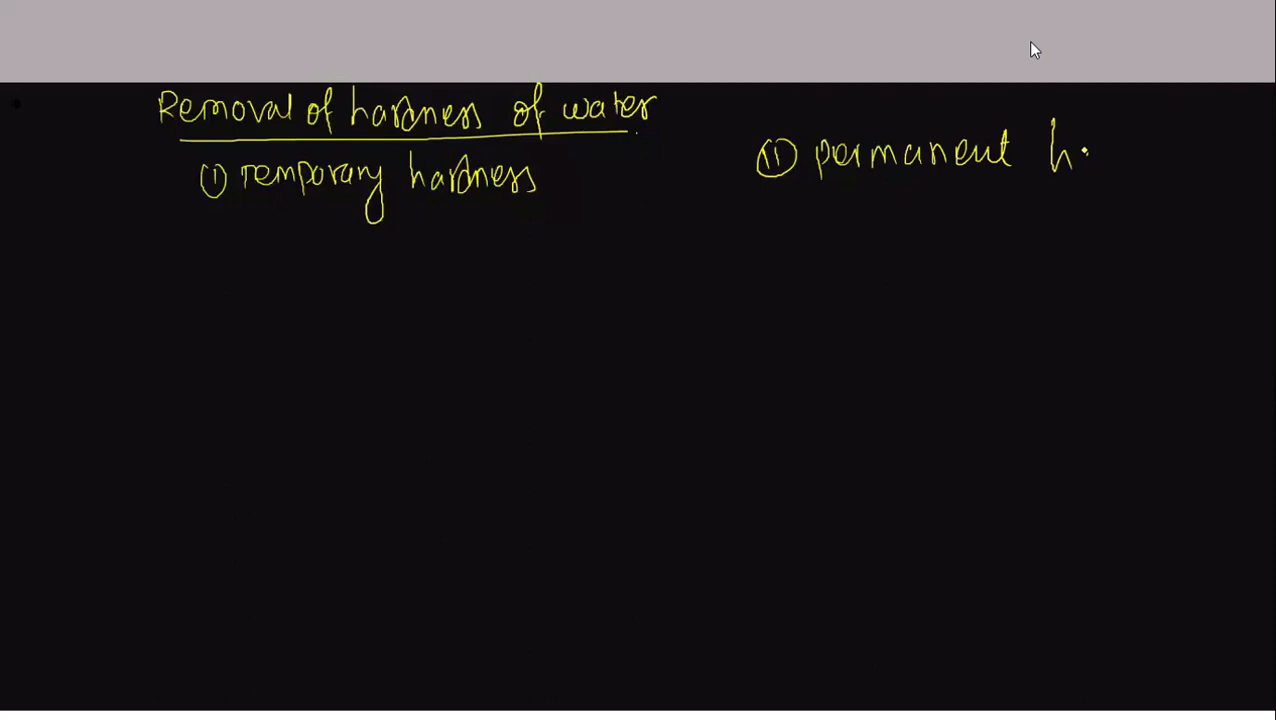 Removal of hardness of water
(i) Temporary hardness
(ii) permanent h